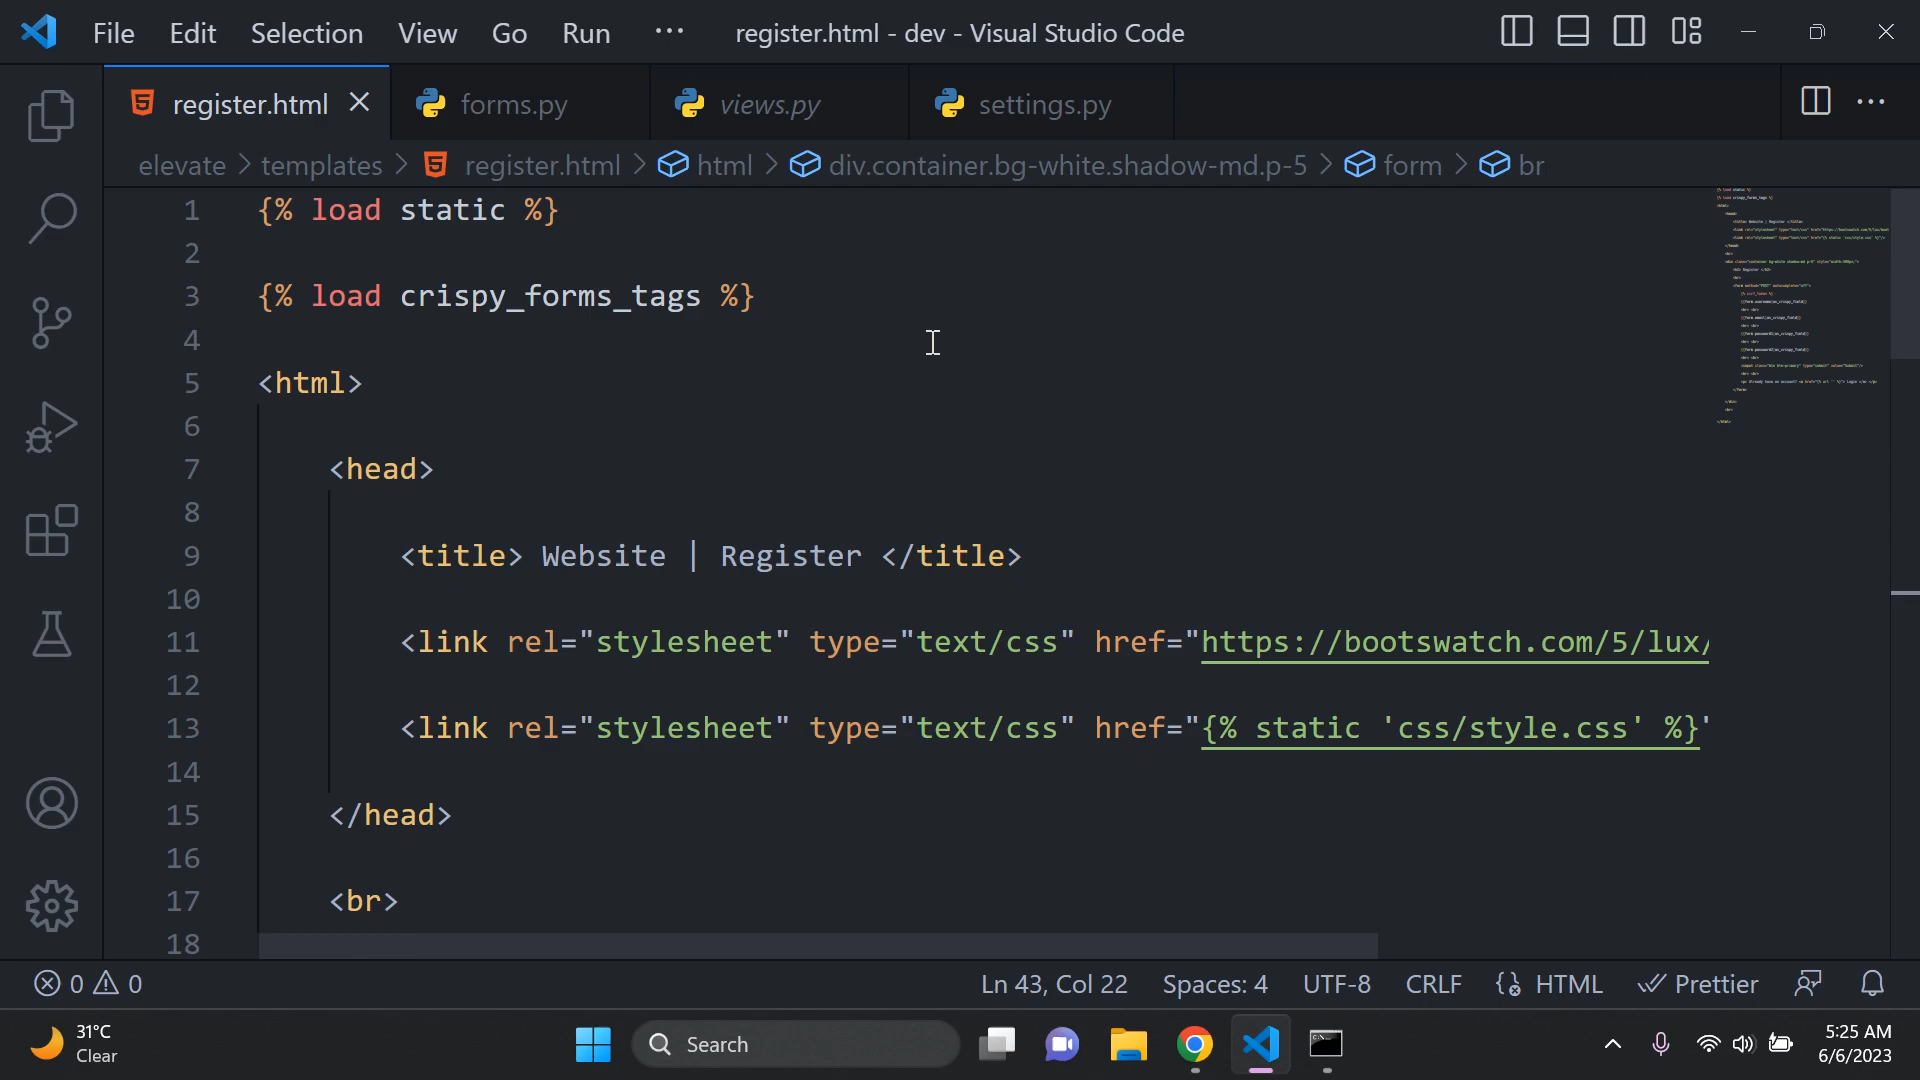 File Edit Selection View Go Run ··· register.html - dev - Visual Studio Code
register.html forms.py views.py settings.py ···
elevate > templates > register.html > html > div.container.bg-white.shadow-md.p-5 > form > br
1 {% load static %}
2
3 {% load crispy_forms_tags %}
4
5 <html>
6
7 <head>
8
9 <title> Website | Register </title>
10
11 <link rel="stylesheet" type="text/css" href="https://bootswatch.com/5/lux/
12
13 <link rel="stylesheet" type="text/css" href="{% static 'css/style.css' %}"
14
15 </head>
16
17 <br>
18
0 0 Ln 43, Col 22 Spaces: 4 UTF-8 CRLF HTML Prettier
31°C
Clear
Search
5:25 AM
6/6/2023